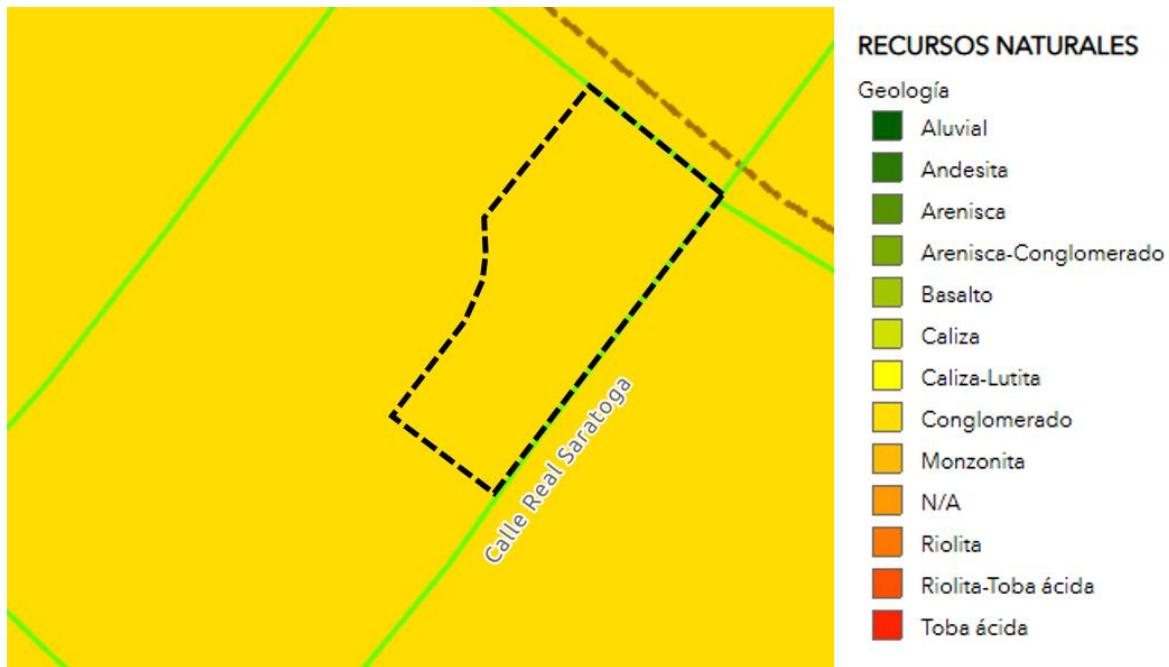 Calle Real Saratoga
RECURSOS NATURALES
Geología
Aluvial
Andesita
Arenisca
Arenisca-Conglomerado
Basalto
Caliza
Caliza-Lutita
Conglomerado
Monzonita
N/A
Riolita
Riolita-Toba ácida
Toba ácida